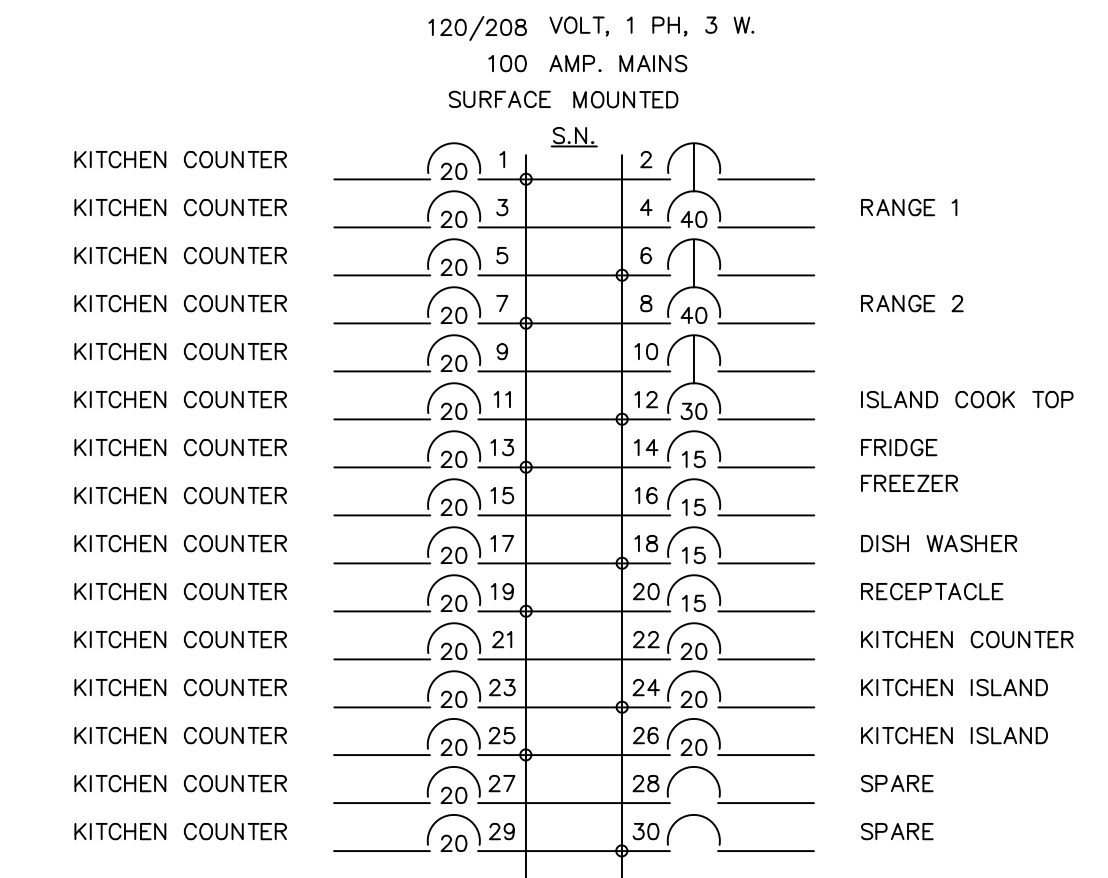 120/208 VOLT, 1 PH, 3 W.
100 AMP. MAINS
SURFACE MOUNTED
S.N.
KITCHEN COUNTER 20 1 2
KITCHEN COUNTER 20 3 4 40 RANGE 1
KITCHEN COUNTER 20 5 6
KITCHEN COUNTER 20 7 8 40 RANGE 2
KITCHEN COUNTER 20 9 10
KITCHEN COUNTER 20 11 12 30 ISLAND COOK TOP
KITCHEN COUNTER 20 13 14 15 FRIDGE
KITCHEN COUNTER 20 15 16 15 FREEZER
KITCHEN COUNTER 20 17 18 15 DISH WASHER
KITCHEN COUNTER 20 19 20 15 RECEPTACLE
KITCHEN COUNTER 20 21 22 20 KITCHEN COUNTER
KITCHEN COUNTER 20 23 24 20 KITCHEN ISLAND
KITCHEN COUNTER 20 25 26 20 KITCHEN ISLAND
KITCHEN COUNTER 20 27 28 SPARE
KITCHEN COUNTER 20 29 30 SPARE